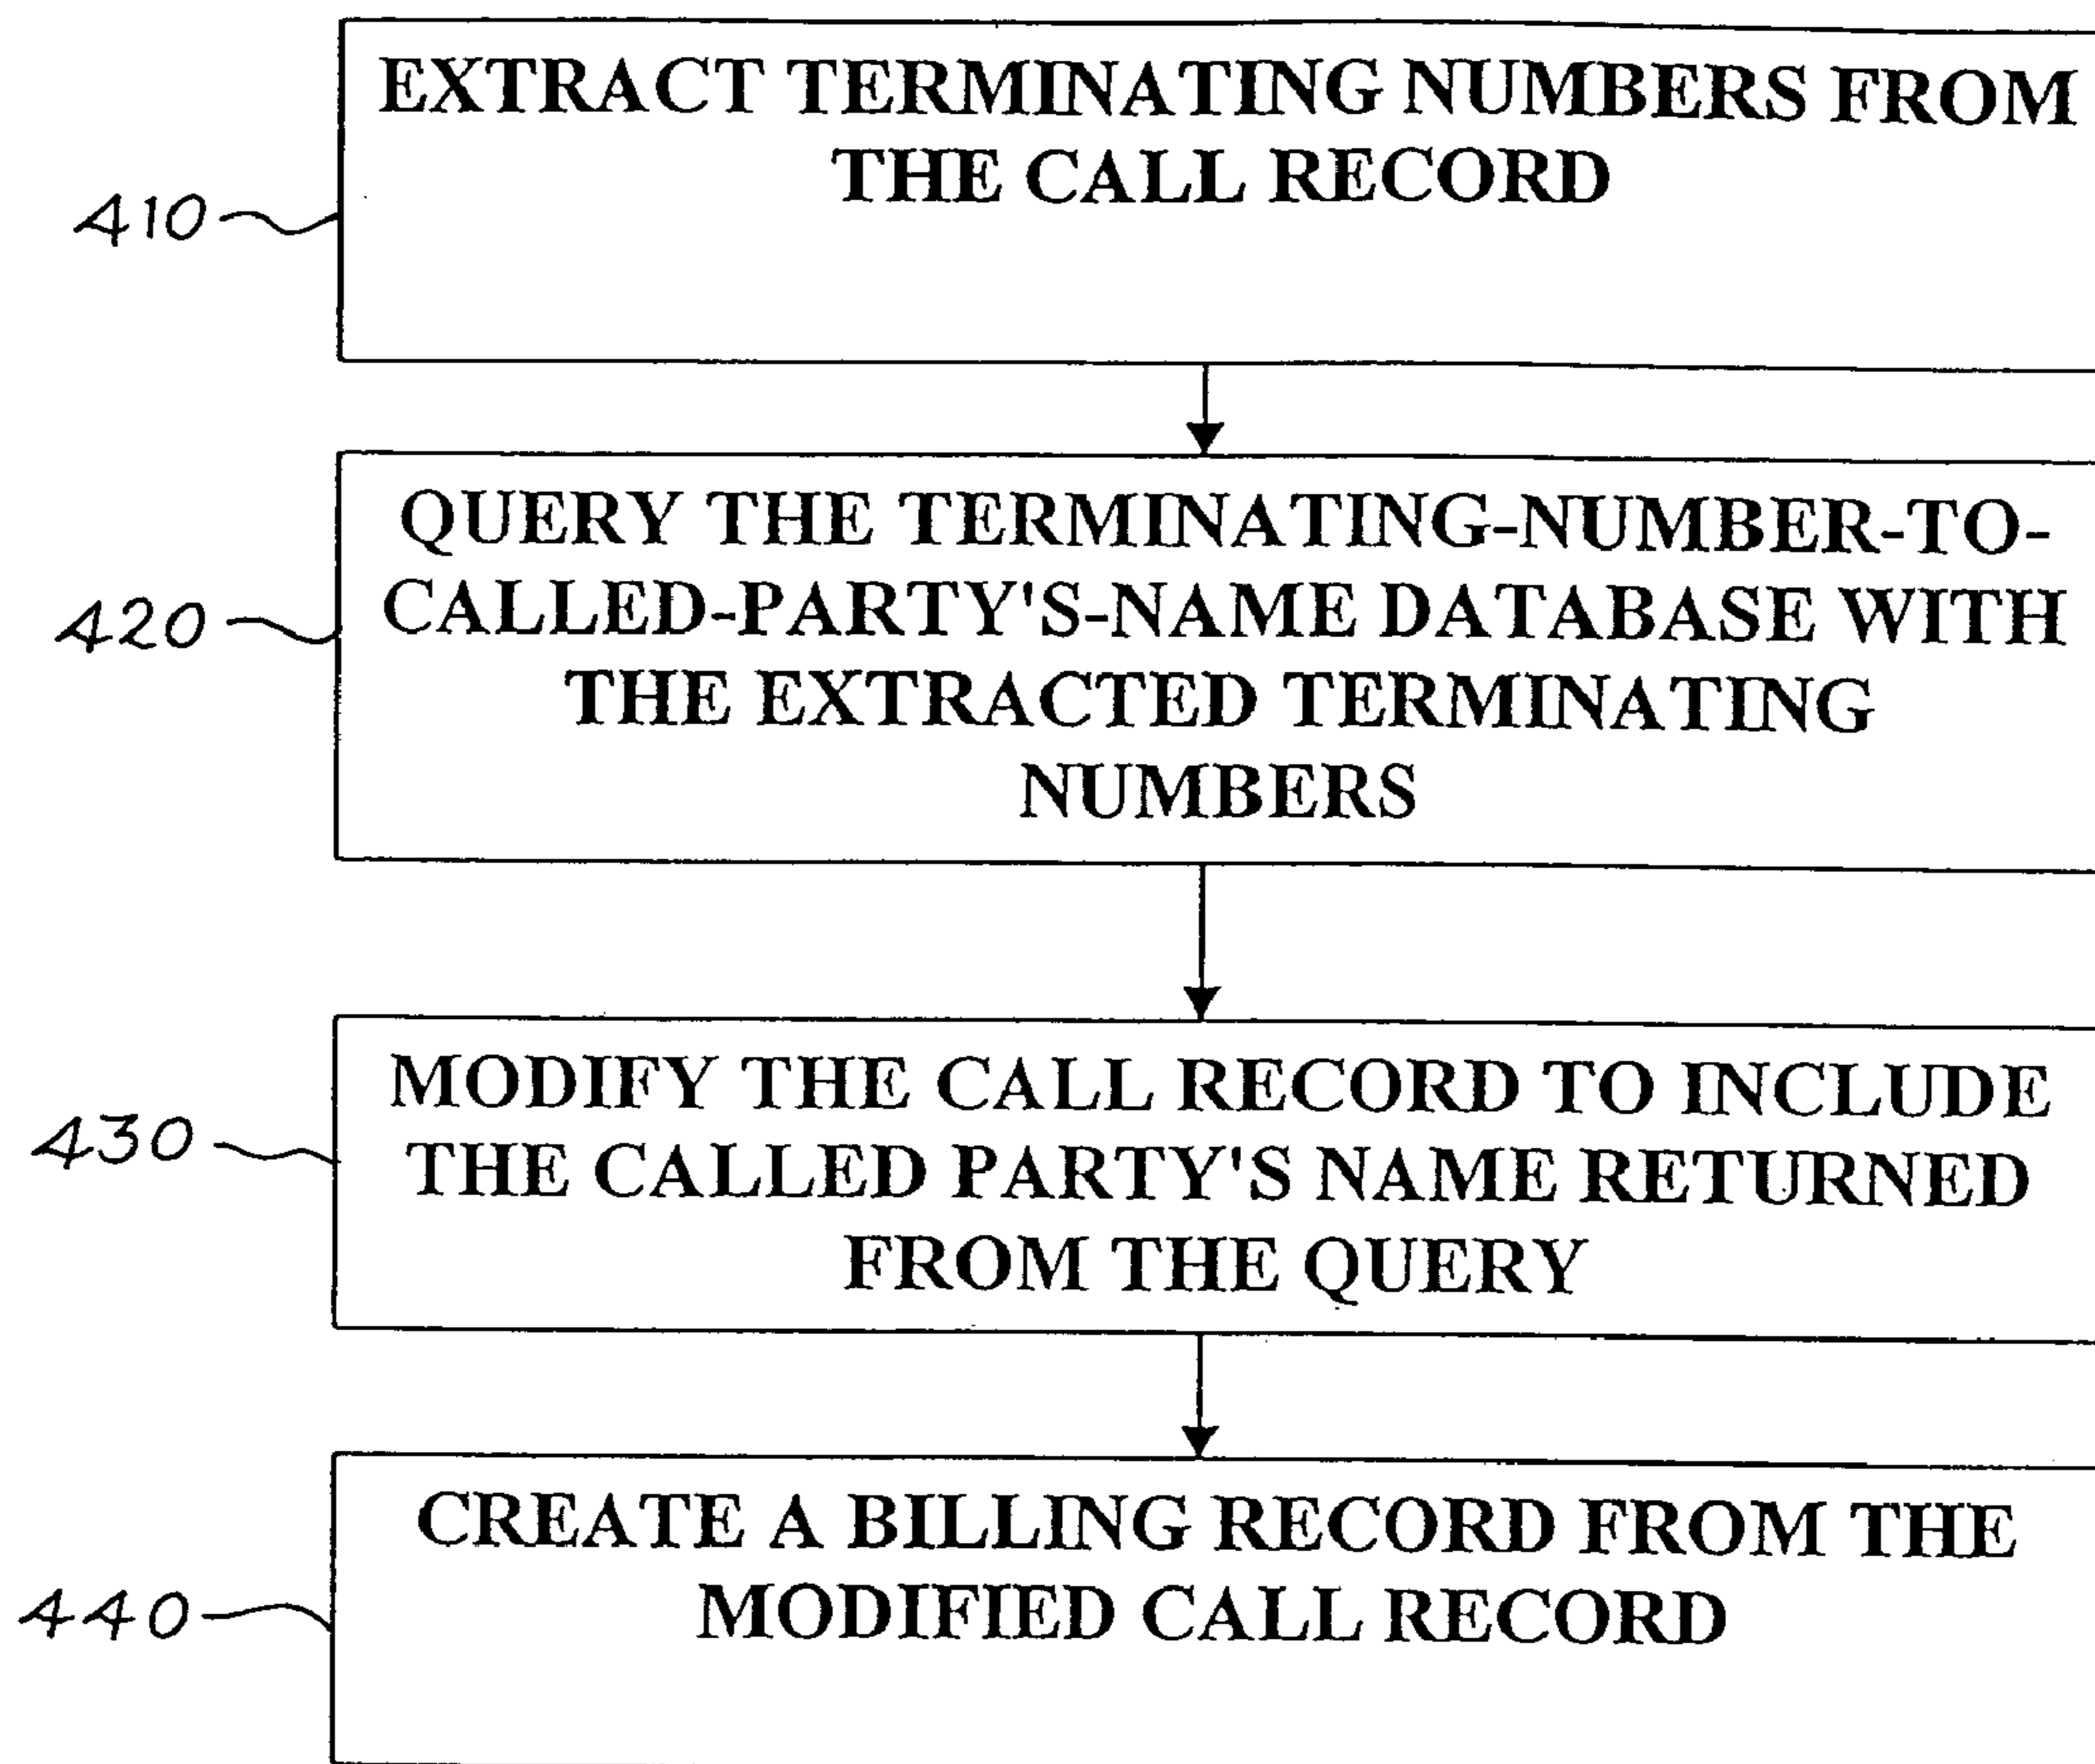 EXTRACT TERMINATING NUMBERS FROM
THE CALL RECORD
410
QUERY THE TERMINATING-NUMBER-TO-
CALLED-PARTY'S-NAME DATABASE WITH
THE EXTRACTED TERMINATING
NUMBERS
420
MODIFY THE CALL RECORD TO INCLUDE
THE CALLED PARTY'S NAME RETURNED
FROM THE QUERY
430
CREATE A BILLING RECORD FROM THE
MODIFIED CALL RECORD
440